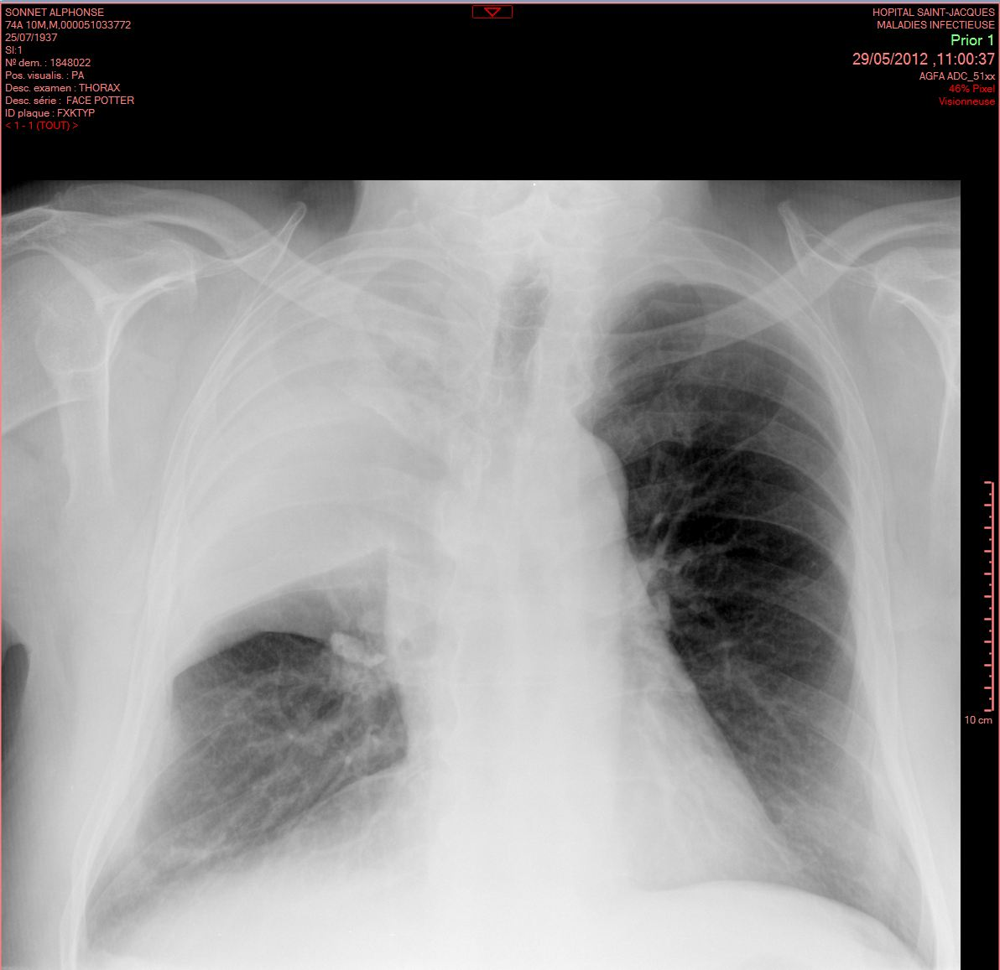 SONNET ALPHONSE
74A 10M,M,000051033772
25/07/1937
SI:1
Nº dem. : 1848022
Pos. visualis. : PA
Desc. examen : THORAX
Desc. série :  FACE POTTER
ID plaque : FXKTYP
< 1 - 1 (TOUT) >
HOPITAL SAINT-JACQUES
MALADIES INFECTIEUSE
Prior 1
29/05/2012 ,11:00:37
AGFA ADC_51xx
46% Pixel
Visionneuse
10 cm